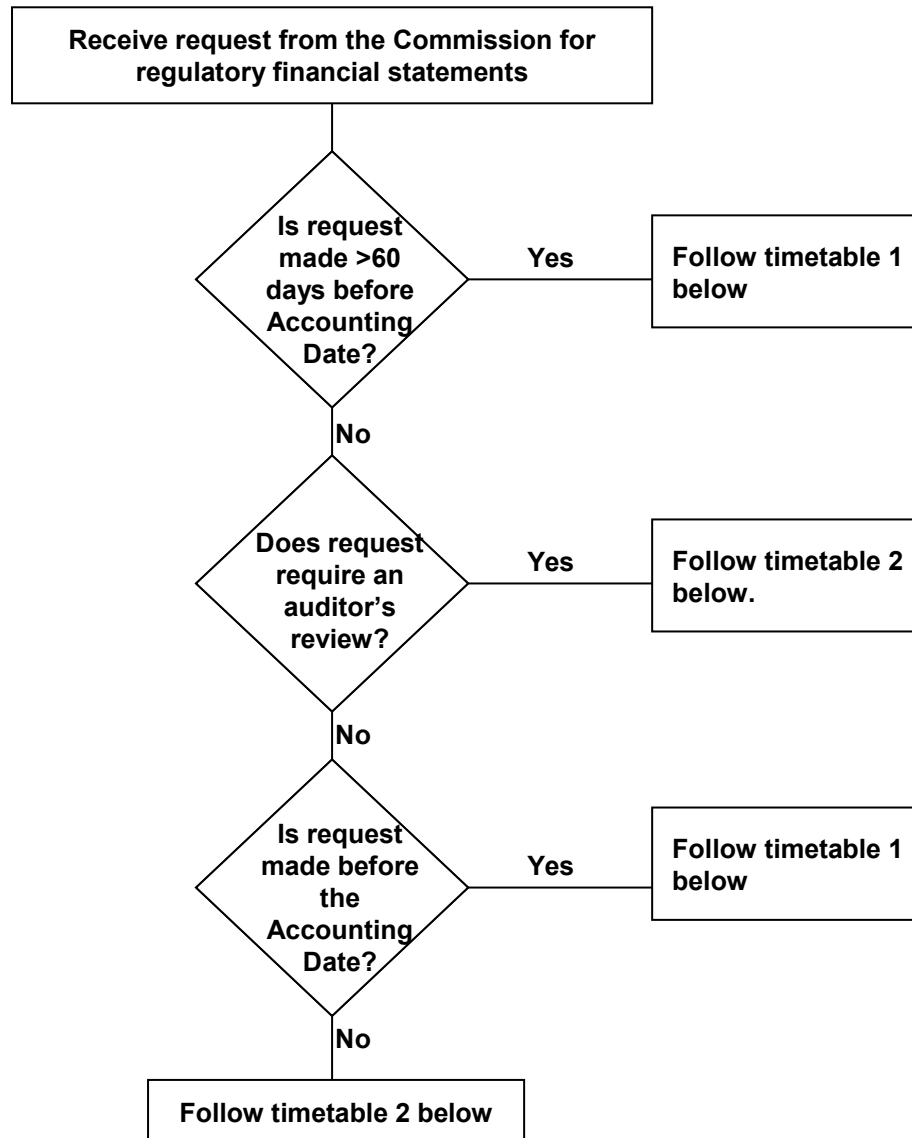 Receive request from the Commission for
regulatory financial statements
Is request
made >60
days before
Accounting
Date?
Yes
Follow timetable 1
below
No
Does request
require an
auditor’s
review?
Yes
Follow timetable 2
below.
No
Is request
made before
the
Accounting
Date?
Yes
Follow timetable 1
below
No
Follow timetable 2 below